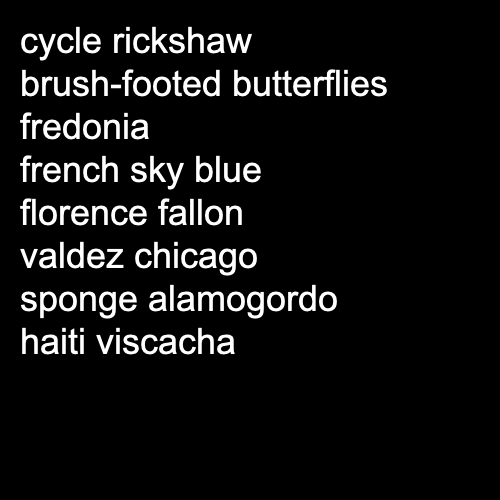 cycle rickshaw
brush-footed butterflies
fredonia
french sky blue
florence fallon
valdez chicago
sponge alamogordo
haiti viscacha